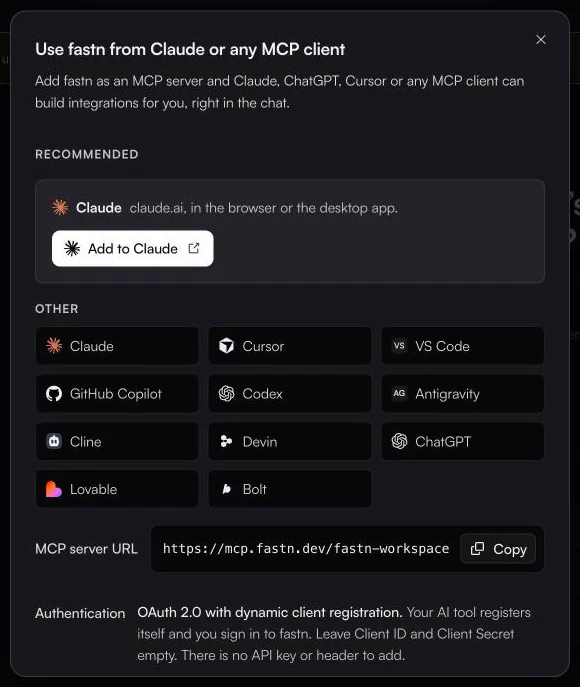 Use fastn from Claude or any MCP client
Add fastn as an MCP server and Claude, ChatGPT, Cursor or any MCP client can
build integrations for you, right in the chat.
RECOMMENDED
Claude claude.ai, in the browser or the desktop app.
Add to Claude
OTHER
Claude
Cursor
VS VS Code
GitHub Copilot
Codex
AG Antigravity
Cline
Devin
ChatGPT
Lovable
Bolt
MCP server URL https://mcp.fastn.dev/fastn-workspace Copy
Authentication OAuth 2.0 with dynamic client registration. Your AI tool registers
itself and you sign in to fastn. Leave Client ID and Client Secret
empty. There is no API key or header to add.